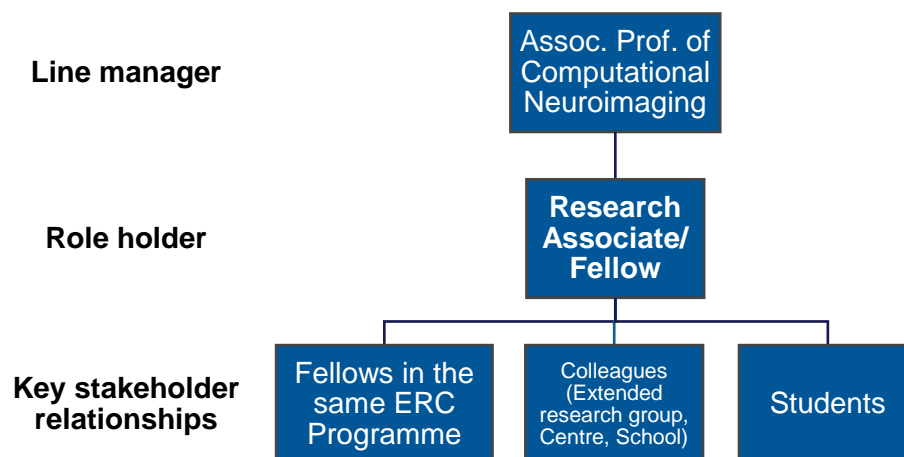 Line manager
Assoc. Prof. of
Computational
Neuroimaging
Role holder
Research
Associate/
Fellow
Key stakeholder
relationships
Fellows in the
same ERC
Programme
Colleagues
(Extended
research group,
Centre, School)
Students